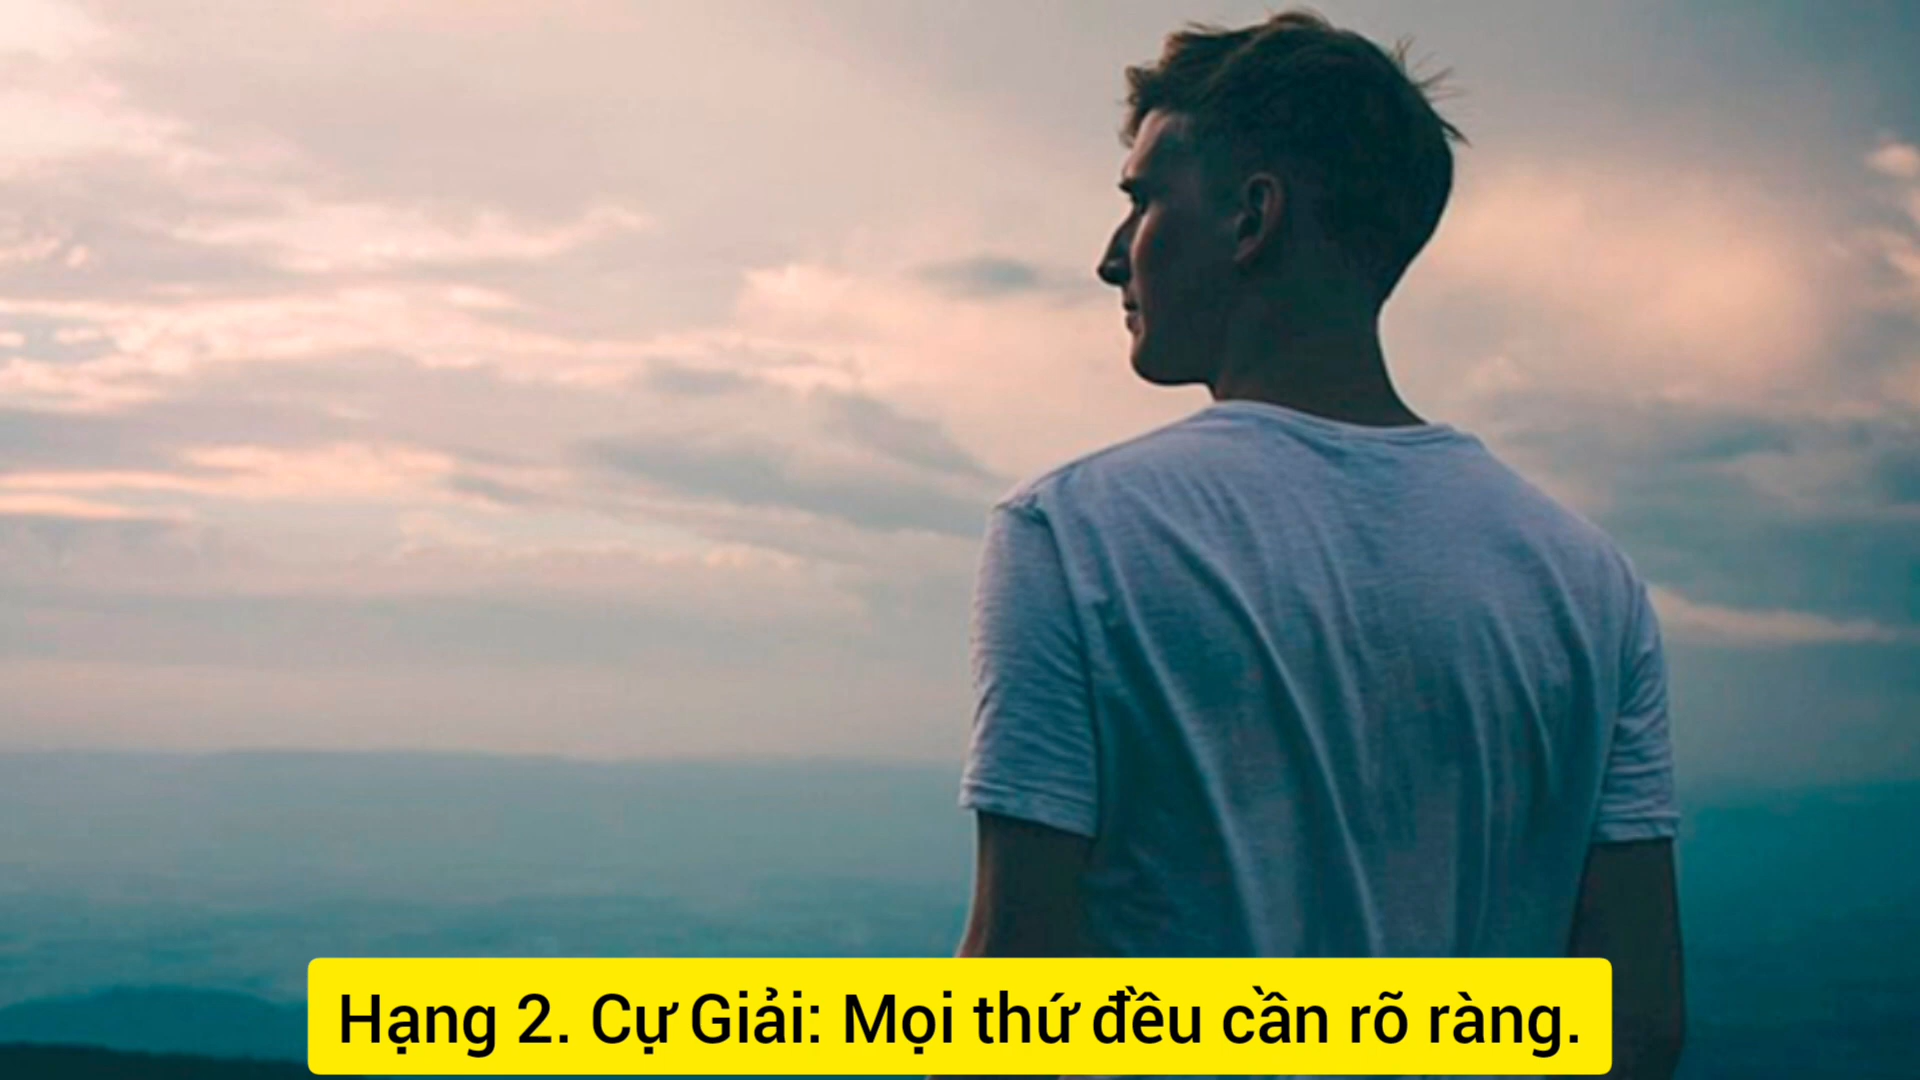 Hạng 2. Cự Giải: Mọi thứ đều cần rõ ràng.